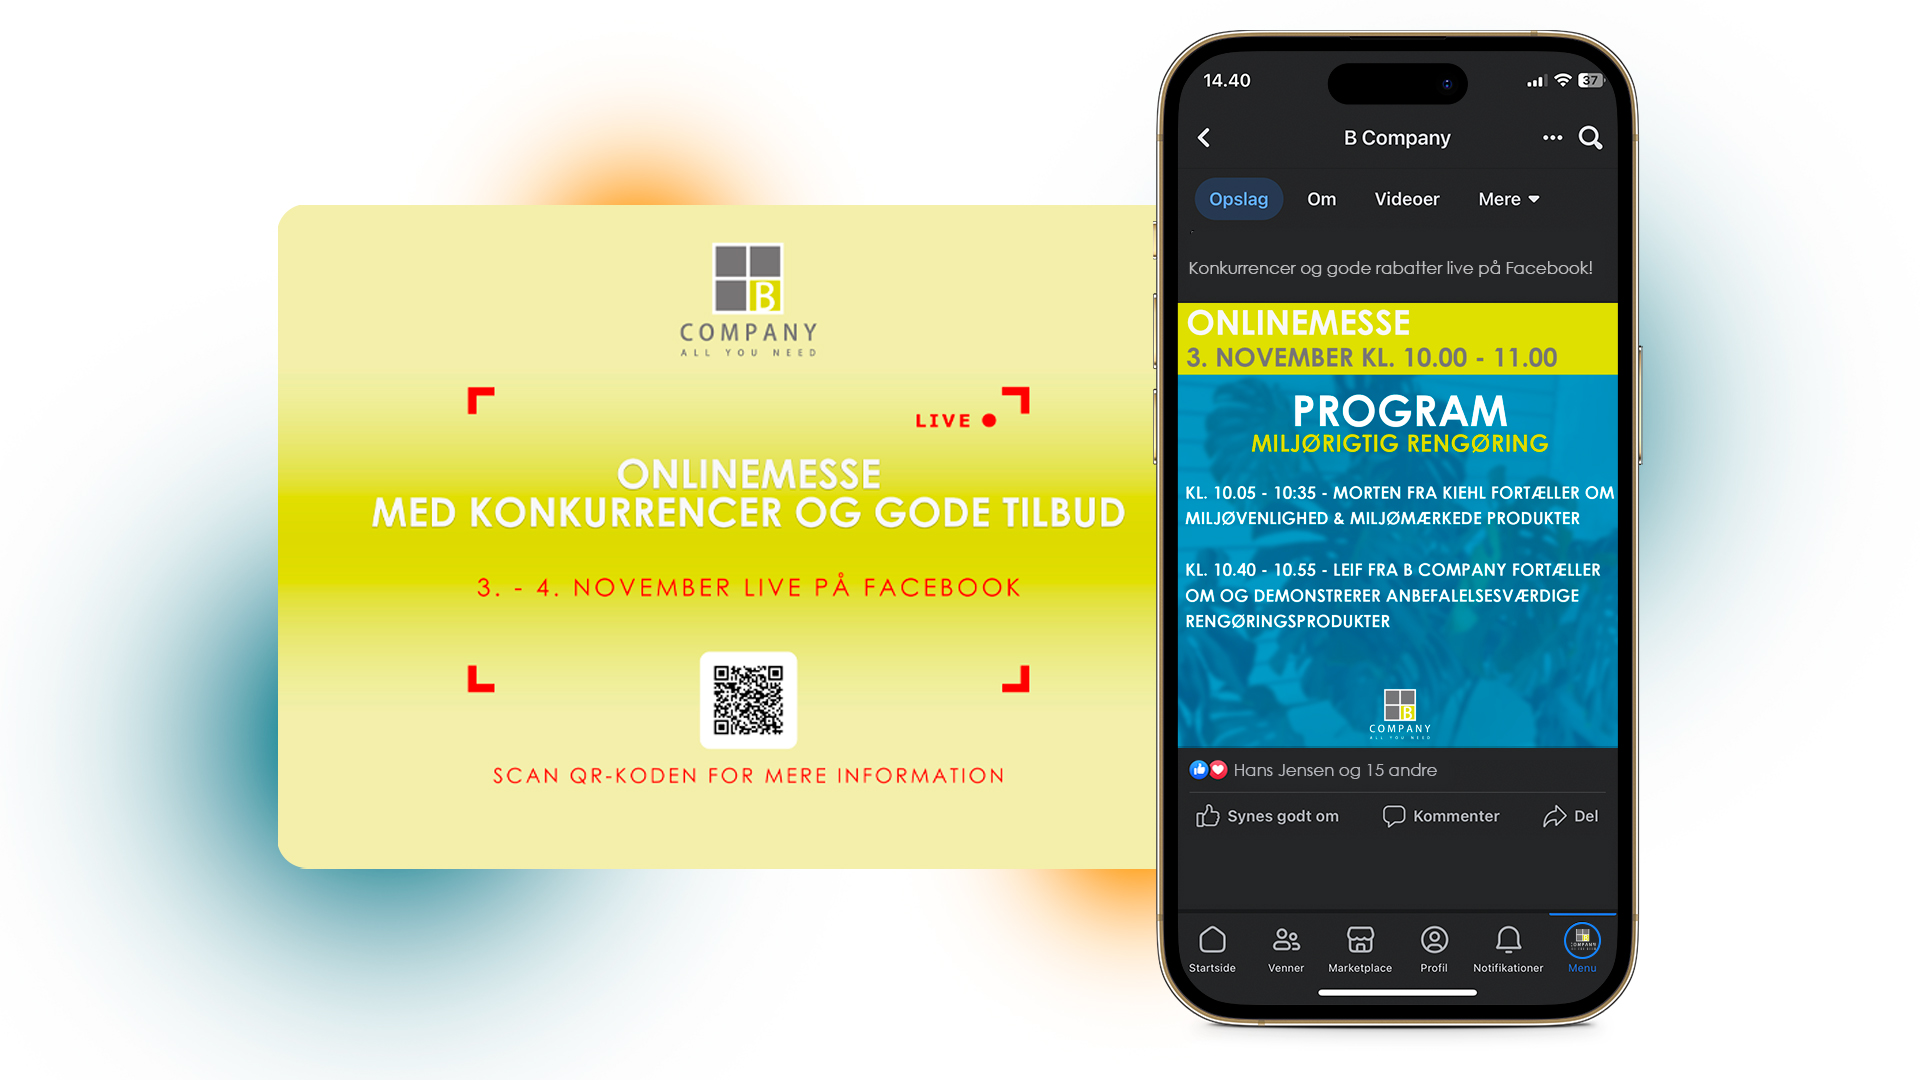 B
COMPANY
ALL YOU NEED
LIVE
ONLINEMESSE
MED KONKURRENCER OG GODE TILBUD
3. - 4. NOVEMBER LIVE PÅ FACEBOOK
SCAN QR-KODEN FOR MERE INFORMATION
14.40
37
B Company
Opslag Om Videoer Mere
Konkurrencer og gode rabatter live på Facebook!
ONLINEMESSE
3. NOVEMBER KL. 10.00 - 11.00
PROGRAM
MILJØRIGTIG RENGØRING
KL. 10.05 - 10:35 - MORTEN FRA KIEHL FORTÆLLER OM
MILJØVENLIGHED & MILJØMÆRKEDE PRODUKTER
KL. 10.40 - 10.55 - LEIF FRA B COMPANY FORTÆLLER
OM OG DEMONSTRERER ANBEFALELSESVÆRDIGE
RENGØRINGSPRODUKTER
B
COMPANY
ALL YOU NEED
Hans Jensen og 15 andre
Synes godt om Kommenter Del
COMPANY
Startside Venner Marketplace Profil Notifikationer Menu